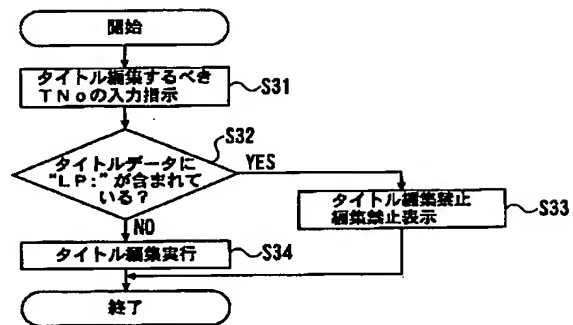 開始
タイトル編集するべき
TNoの入力指示
S31
S32
タイトルデータに
"LP:"が含まれて
いる?
YES
NO
タイトル編集禁止
編集禁止表示
S33
タイトル編集実行
S34
終了